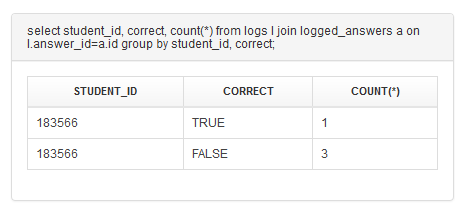 select student_id, correct, count(*) from logs l join logged_answers a on
l.answer_id=a.id group by student_id, correct;
STUDENT_ID CORRECT COUNT(*)
183566 TRUE 1
183566 FALSE 3